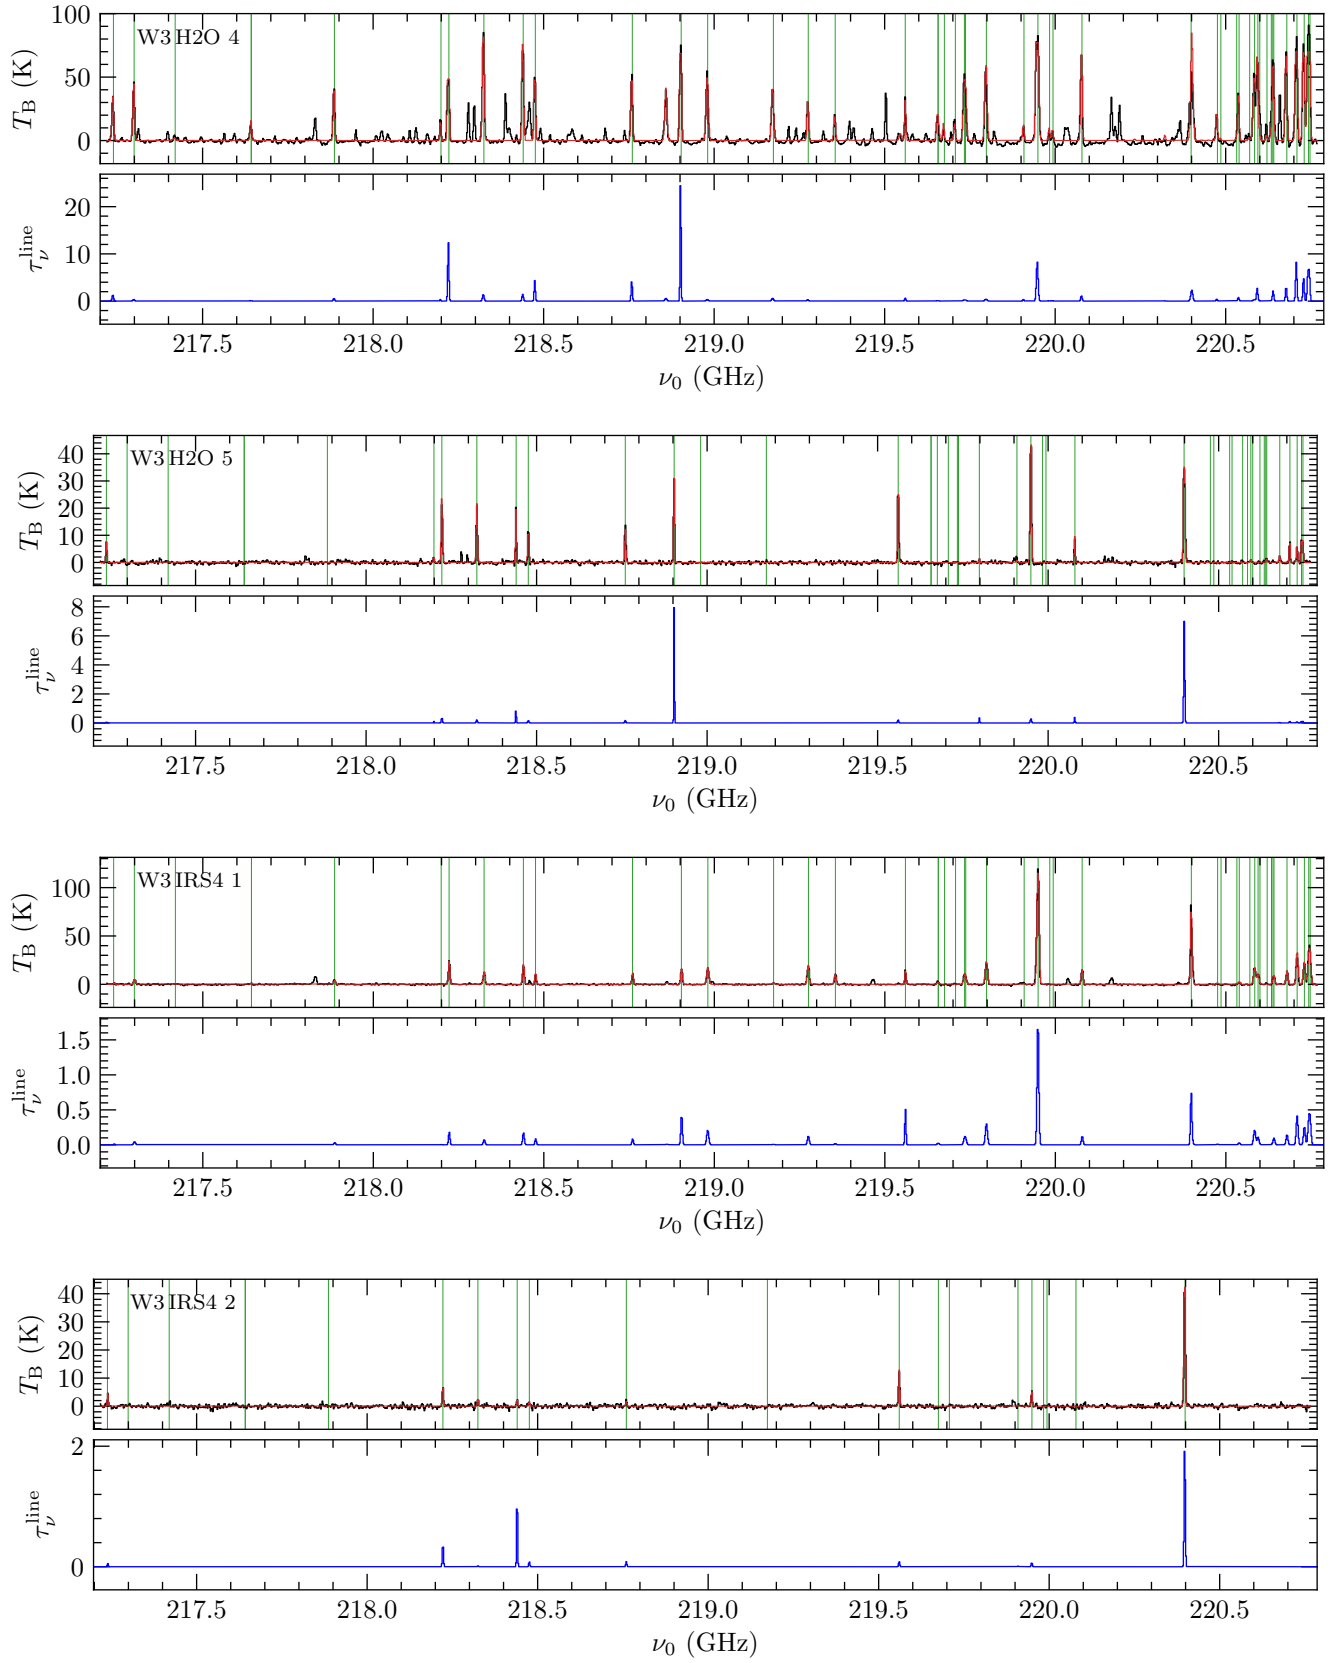 100
50
0
T_B (K)
W3 H2O 4
20
10
0
τ_ν^line
217.5 218.0 218.5 219.0 219.5 220.0 220.5
ν_0 (GHz)
40
30
20
10
0
T_B (K)
W3 H2O 5
8
6
4
2
0
τ_ν^line
217.5 218.0 218.5 219.0 219.5 220.0 220.5
ν_0 (GHz)
100
50
0
T_B (K)
W3 IRS4 1
1.5
1.0
0.5
0.0
τ_ν^line
217.5 218.0 218.5 219.0 219.5 220.0 220.5
ν_0 (GHz)
40
30
20
10
0
T_B (K)
W3 IRS4 2
2
0
τ_ν^line
217.5 218.0 218.5 219.0 219.5 220.0 220.5
ν_0 (GHz)